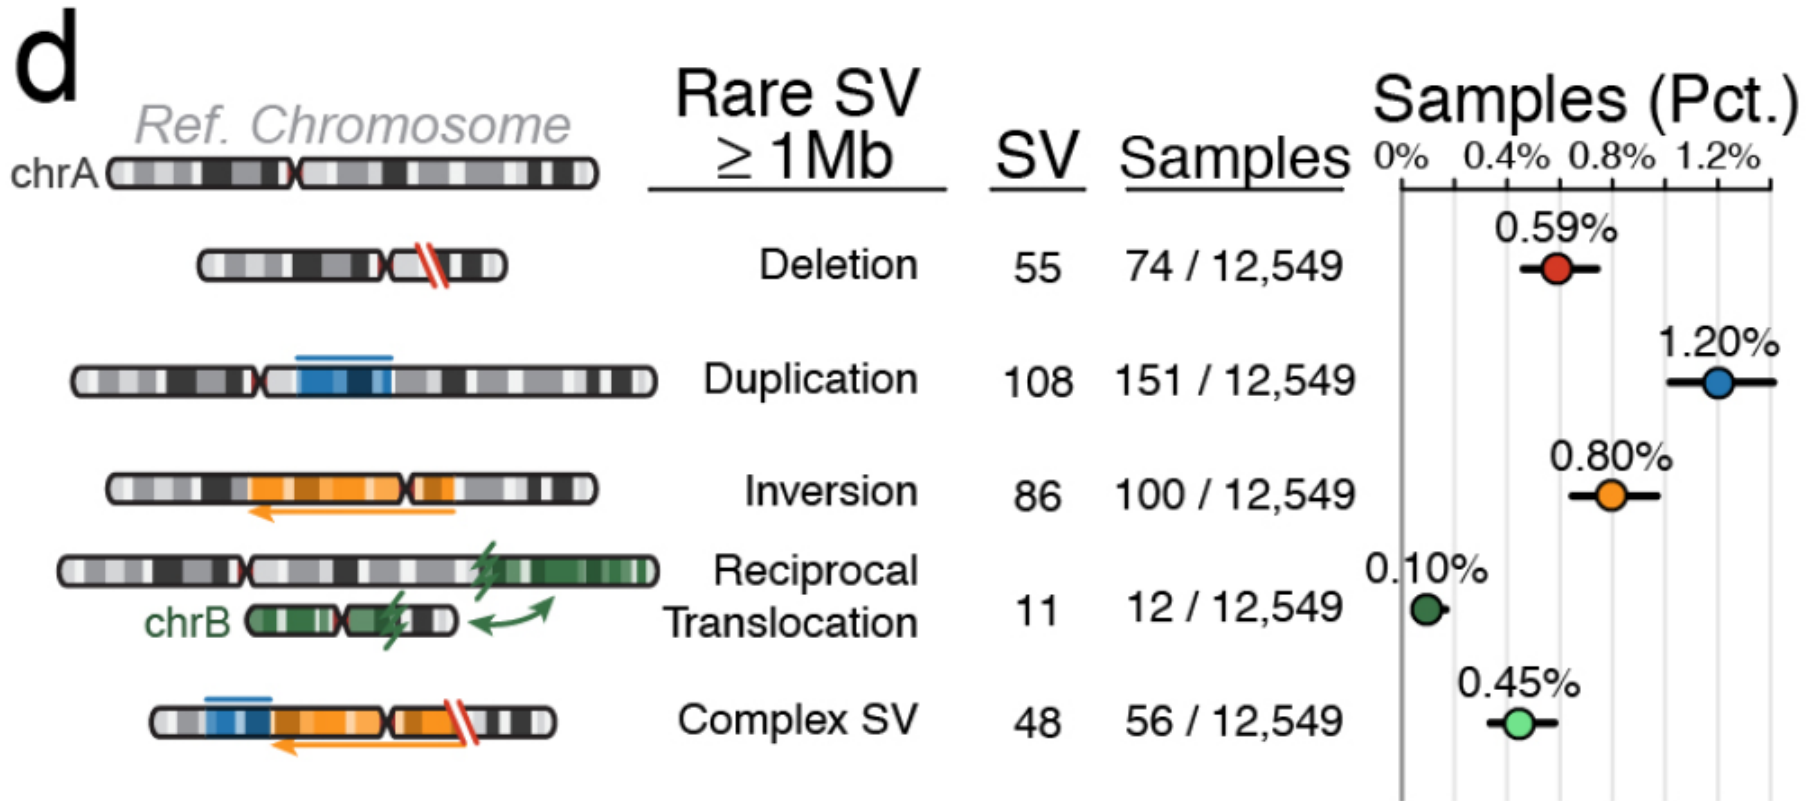 d
Ref. Chromosome
chrA
Rare SV
≥ 1Mb
SV
Samples
Samples (Pct.)
0% 0.4% 0.8% 1.2%
Deletion 55 74 / 12,549 0.59%
Duplication 108 151 / 12,549 1.20%
Inversion 86 100 / 12,549 0.80%
Reciprocal
chrB Translocation 11 12 / 12,549 0.10%
Complex SV 48 56 / 12,549 0.45%